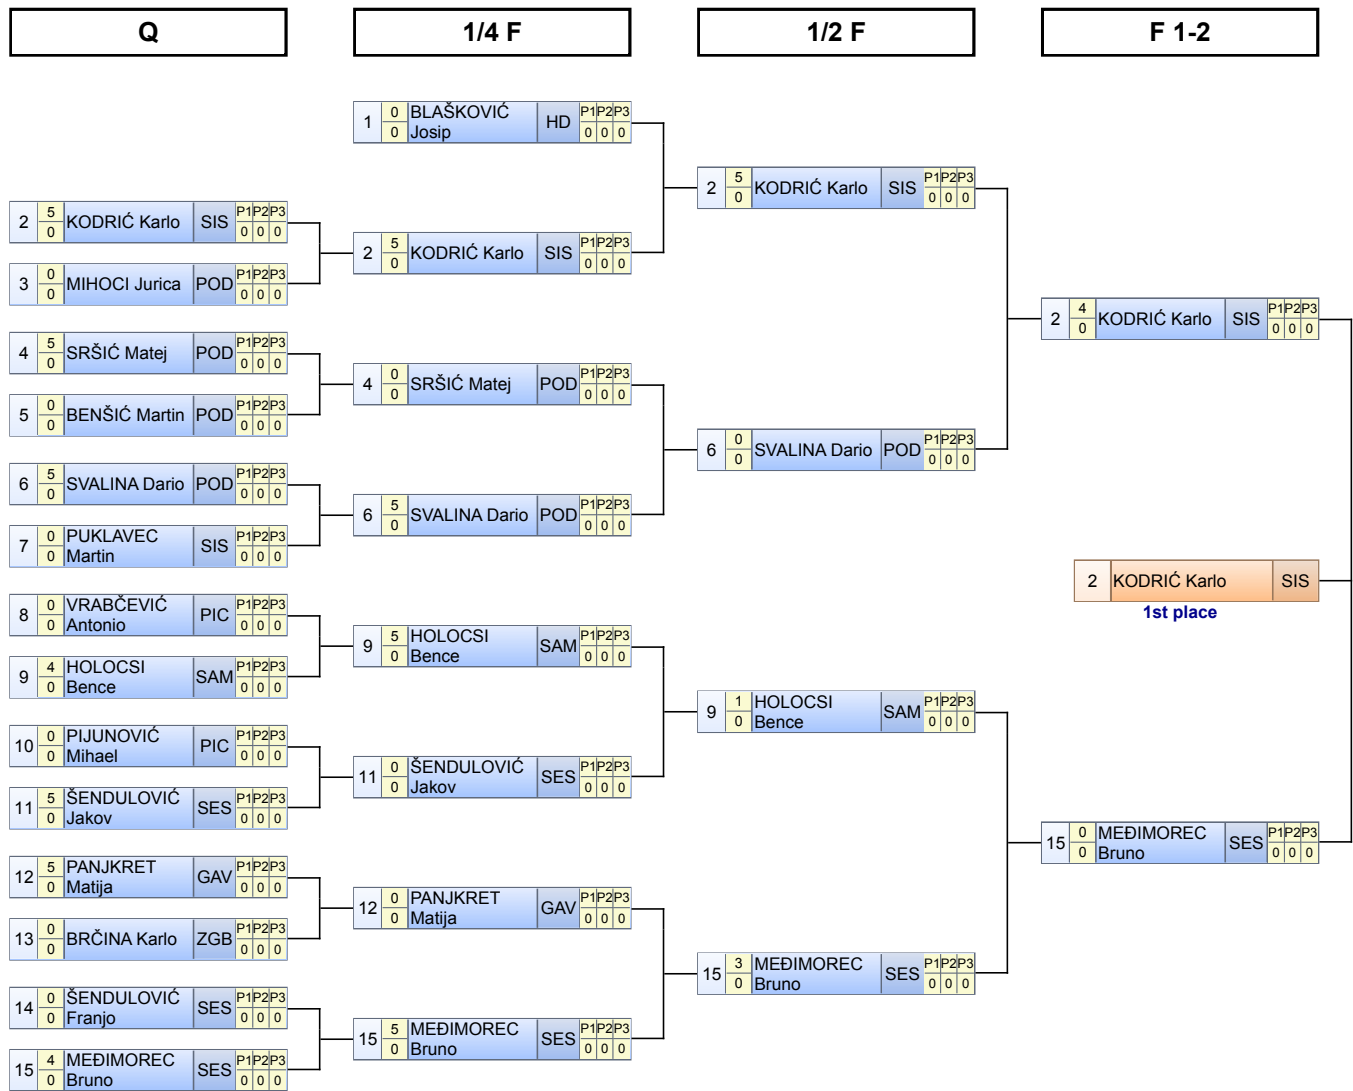 Q
1/4 F
1/2 F
F 1-2
2 5 0 KODRIĆ Karlo SIS P1 P2 P3 0 0 0
3 0 0 MIHOCI Jurica POD P1 P2 P3 0 0 0
4 5 0 SRŠIĆ Matej POD P1 P2 P3 0 0 0
5 0 0 BENŠIĆ Martin POD P1 P2 P3 0 0 0
6 5 0 SVALINA Dario POD P1 P2 P3 0 0 0
7 0 0 PUKLAVEC Martin SIS P1 P2 P3 0 0 0
8 0 0 VRABČEVIĆ Antonio PIC P1 P2 P3 0 0 0
9 4 0 HOLOCSI Bence SAM P1 P2 P3 0 0 0
10 0 0 PIJUNOVIĆ Mihael PIC P1 P2 P3 0 0 0
11 5 0 ŠENDULOVIĆ Jakov SES P1 P2 P3 0 0 0
12 5 0 PANJKRET Matija GAV P1 P2 P3 0 0 0
13 0 0 BRČINA Karlo ZGB P1 P2 P3 0 0 0
14 0 0 ŠENDULOVIĆ Franjo SES P1 P2 P3 0 0 0
15 4 0 MEĐIMOREC Bruno SES P1 P2 P3 0 0 0
1 0 0 BLAŠKOVIĆ Josip HD P1 P2 P3 0 0 0
2 5 0 KODRIĆ Karlo SIS P1 P2 P3 0 0 0
4 0 0 SRŠIĆ Matej POD P1 P2 P3 0 0 0
6 5 0 SVALINA Dario POD P1 P2 P3 0 0 0
9 5 0 HOLOCSI Bence SAM P1 P2 P3 0 0 0
11 0 0 ŠENDULOVIĆ Jakov SES P1 P2 P3 0 0 0
12 0 0 PANJKRET Matija GAV P1 P2 P3 0 0 0
15 5 0 MEĐIMOREC Bruno SES P1 P2 P3 0 0 0
2 5 0 KODRIĆ Karlo SIS P1 P2 P3 0 0 0
6 0 0 SVALINA Dario POD P1 P2 P3 0 0 0
9 1 0 HOLOCSI Bence SAM P1 P2 P3 0 0 0
15 3 0 MEĐIMOREC Bruno SES P1 P2 P3 0 0 0
2 4 0 KODRIĆ Karlo SIS P1 P2 P3 0 0 0
2 KODRIĆ Karlo SIS
1st place
15 0 0 MEĐIMOREC Bruno SES P1 P2 P3 0 0 0